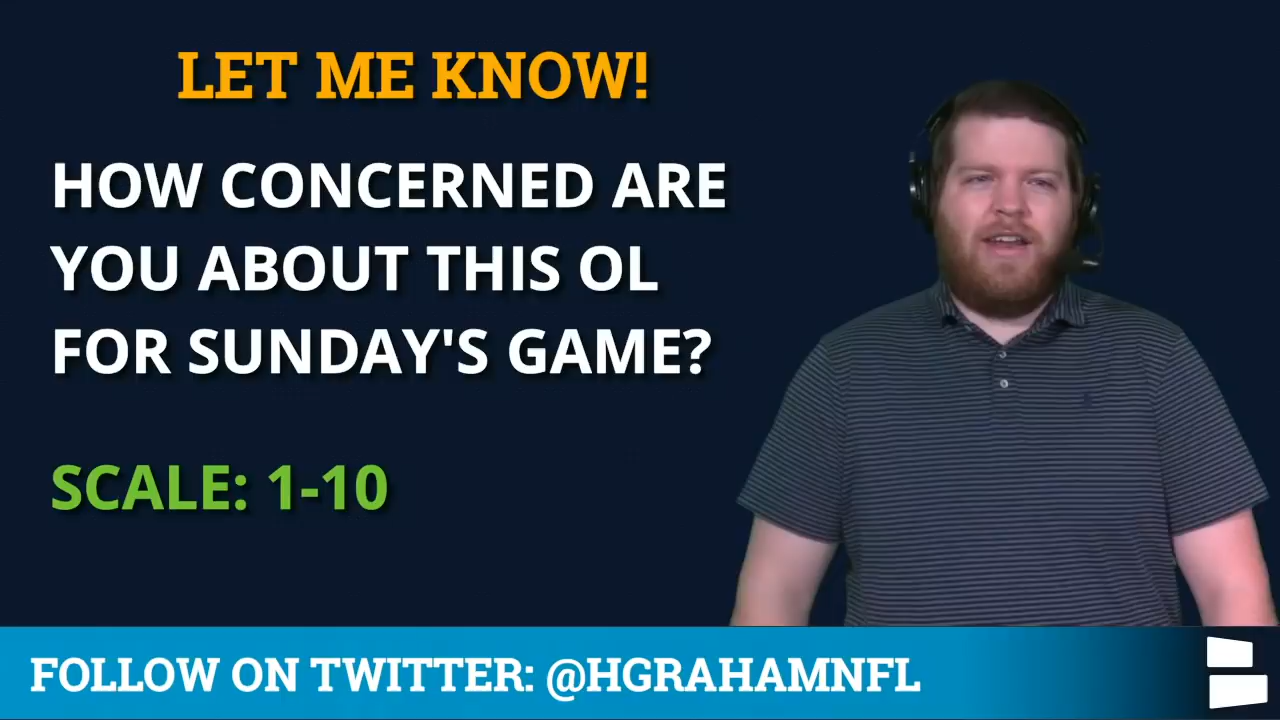 LET ME KNOW!
HOW CONCERNED ARE
YOU ABOUT THIS OL
FOR SUNDAY'S GAME?
SCALE: 1-10
FOLLOW ON TWITTER: @HGRAHAMNFL